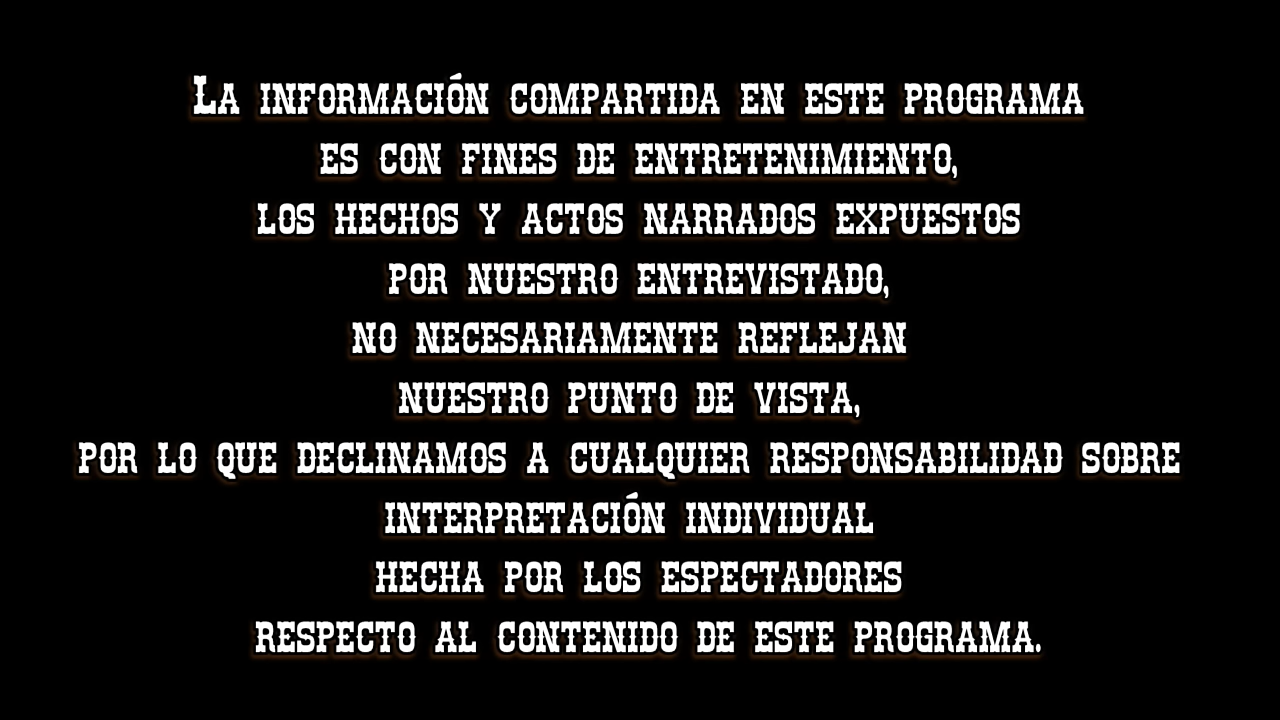 La información compartida en este programa
es con fines de entretenimiento,
los hechos y actos narrados expuestos
por nuestro entrevistado,
no necesariamente reflejan
nuestro punto de vista,
por lo que declinamos a cualquier responsabilidad sobre
interpretación individual
hecha por los espectadores
respecto al contenido de este programa.